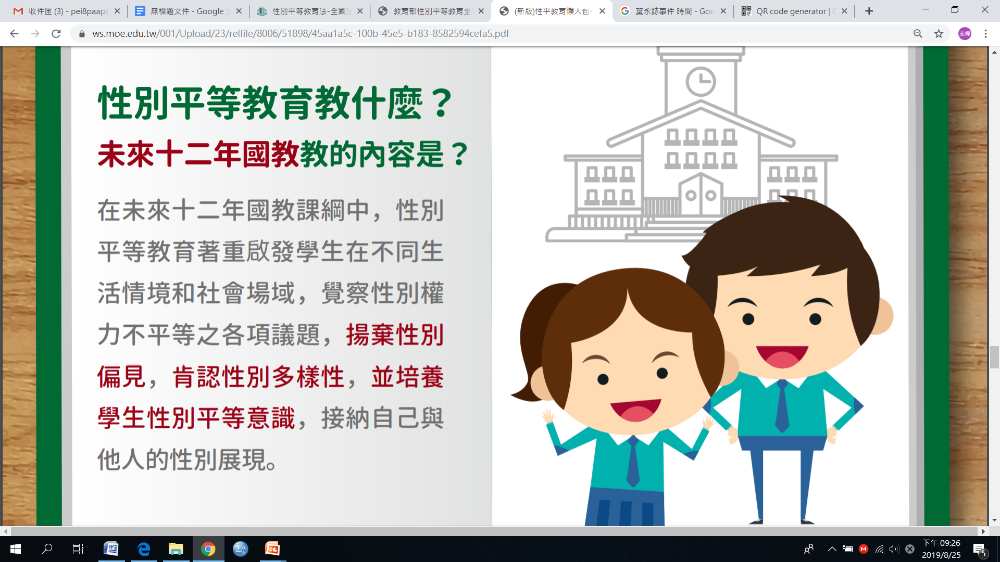 收件匣 (3) - pei8paap
無標題文件 - Google
性別平等教育法-全國法
教育部性別平等教育全
(新版)性平教育懶人包-
葉永鋕事件 時間 - Goo
QR code generator |
ws.moe.edu.tw/001/Upload/23/relfile/8006/51898/45aa1a5c-100b-45e5-b183-8582594cefa5.pdf
志樺
性別平等教育教什麼？
未來十二年國教教的內容是？
在未來十二年國教課綱中，性別
平等教育著重啟發學生在不同生
活情境和社會場域，覺察性別權
力不平等之各項議題，揚棄性別
偏見，肯認性別多樣性，並培養
學生性別平等意識，接納自己與
他人的性別展現。
下午 09:26
2019/8/25
5